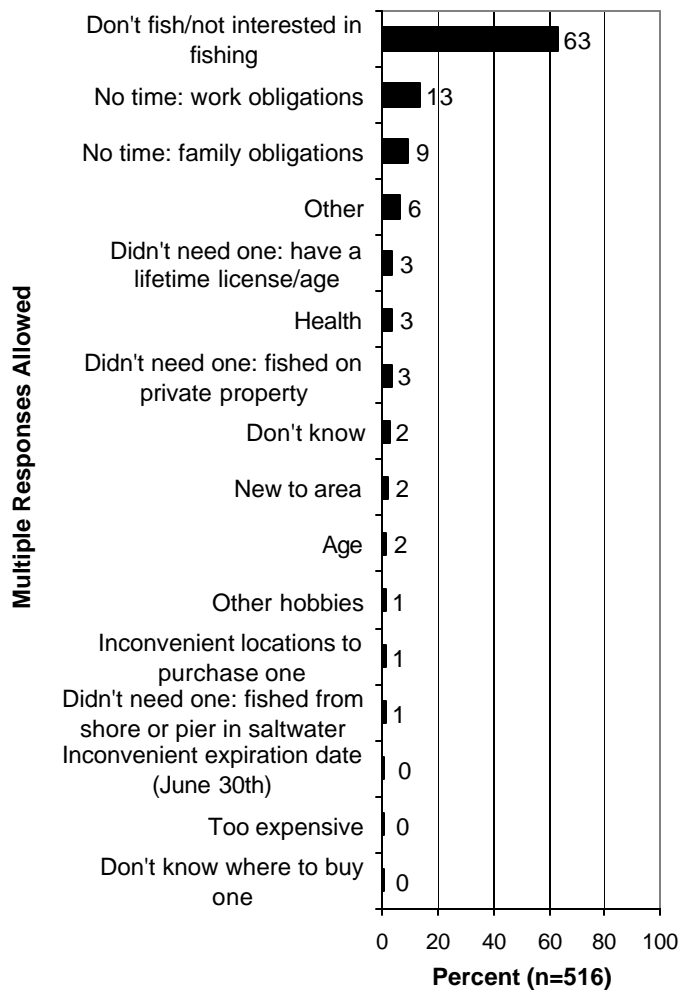 Multiple Responses Allowed
Don't fish/not interested in
fishing
63
No time: work obligations
13
No time: family obligations
9
Other
6
Didn't need one: have a
lifetime license/age
3
Health
3
Didn't need one: fished on
private property
3
Don't know
2
New to area
2
Age
2
Other hobbies
1
Inconvenient locations to
purchase one
1
Didn't need one: fished from
shore or pier in saltwater
1
Inconvenient expiration date
(June 30th)
0
Too expensive
0
Don't know where to buy
one
0
0 20 40 60 80 100
Percent (n=516)